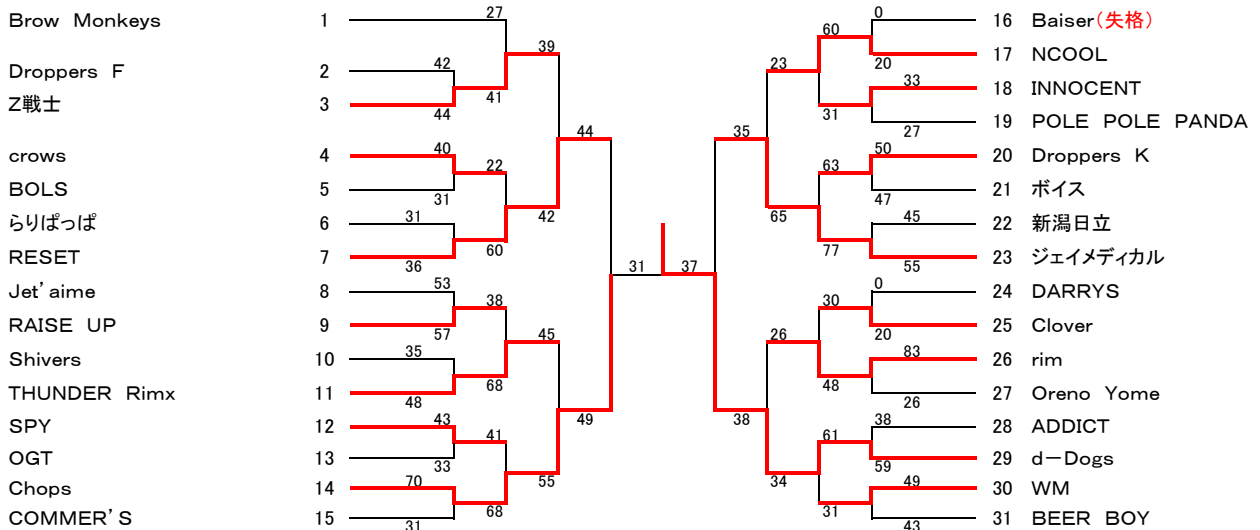 Brow Monkeys 1 27 0 16 Baiser(失格)
60
39 20 17 NCOOL
Droppers F 2 42 23 33 18 INNOCENT
41
Z戦士 3 44 31 27 19 POLE POLE PANDA
44 35
crows 4 40 50 20 Droppers K
22 63
BOLS 5 31 47 21 ボイス
らりぱっぱ 6 31 42 65 45 22 新潟日立
60 77
RESET 7 36 55 23 ジェイメディカル
31 37
Jet'aime 8 53 0 24 DARRYS
38 30
RAISE UP 9 57 20 25 Clover
45 26
Shivers 10 35 83 26 rim
68 48
THUNDER Rimx 11 48 26 27 Oreno Yome
49 38
SPY 12 43 38 28 ADDICT
41 61
OGT 13 33 59 29 d-Dogs
55 34
Chops 14 70 49 30 WM
68 31
COMMER'S 15 31 43 31 BEER BOY